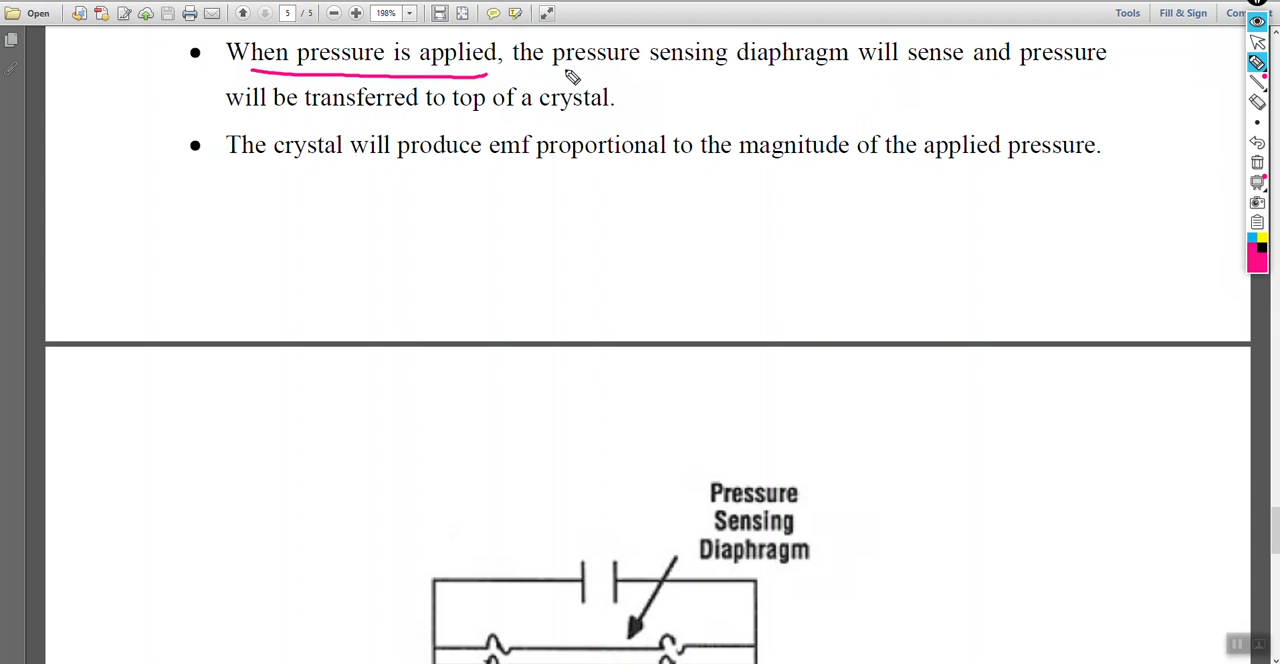 Open
5 / 5
198%
Tools
Fill & Sign
● When pressure is applied, the pressure sensing diaphragm will sense and pressure
will be transferred to top of a crystal.
● The crystal will produce emf proportional to the magnitude of the applied pressure.
Pressure
Sensing
Diaphragm